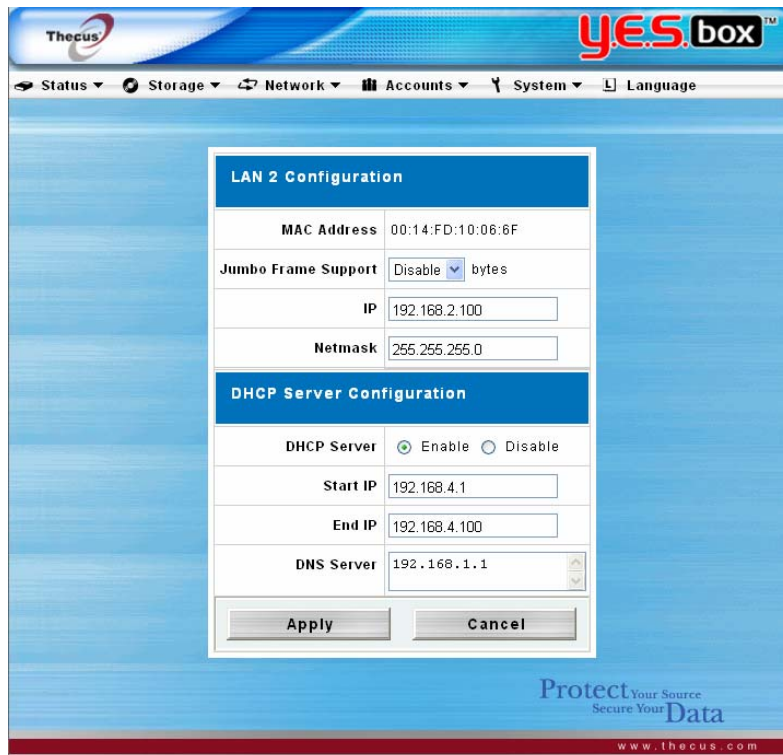 Thecus
y.e.s.box™
Status Storage Network Accounts System L Language
LAN 2 Configuration
MAC Address 00:14:FD:10:06:6F
Jumbo Frame Support Disable bytes
IP 192.168.2.100
Netmask 255.255.255.0
DHCP Server Configuration
DHCP Server Enable Disable
Start IP 192.168.4.1
End IP 192.168.4.100
DNS Server 192.168.1.1
Apply Cancel
Protect Your Source
Secure Your Data
www.thecus.com